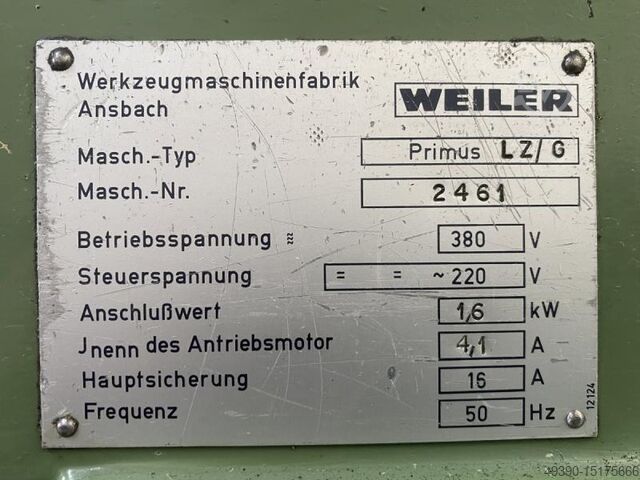 Werkzeugmaschinenfabrik
Ansbach
WEILER
Masch.-Typ Primus LZ/G
Masch.-Nr. 2461
Betriebsspannung 380 V
Steuerspannung = = ~220 V
Anschlußwert 1,6 kW
Jnenn des Antriebsmotor 4,1 A
Hauptsicherung 16 A
Frequenz 50 Hz
12124
49390-15175666